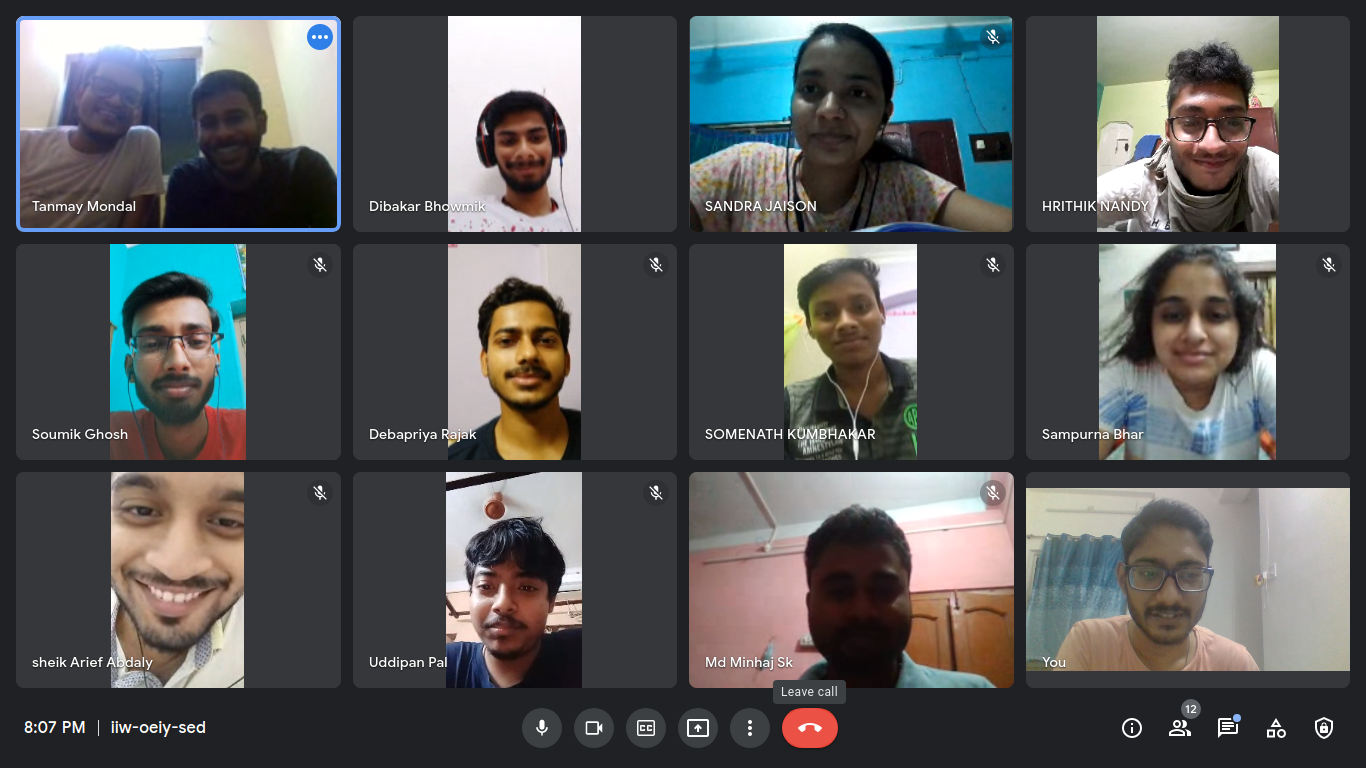 Tanmay Mondal
Dibakar Bhowmik
SANDRA JAISON
HRITHIK NANDY
Soumik Ghosh
Debapriya Rajak
SOMENATH KUMBHAKAR
Sampurna Bhar
sheik Arief Abdaly
Uddipan Pal
Md Minhaj Sk
You
Leave call
8:07 PM | iiw-oeiy-sed
CC
12